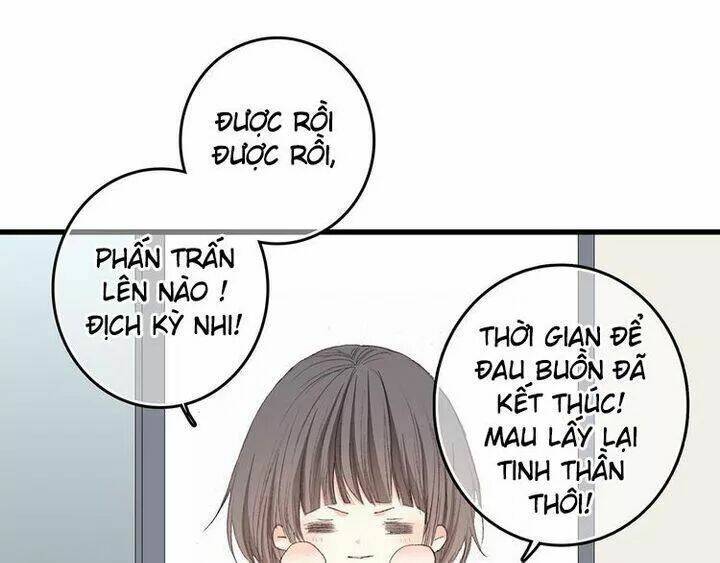 ĐƯỢC RỒI
ĐƯỢC RỒI,
PHẤN TRẤN
LÊN NÀO !
ĐỊCH KỲ NHI!
THỜI GIAN ĐỂ
ĐAU BUỒN ĐÃ
KẾT THÚC!
MAU LẤY LẠI
TINH THẦN
THÔI!